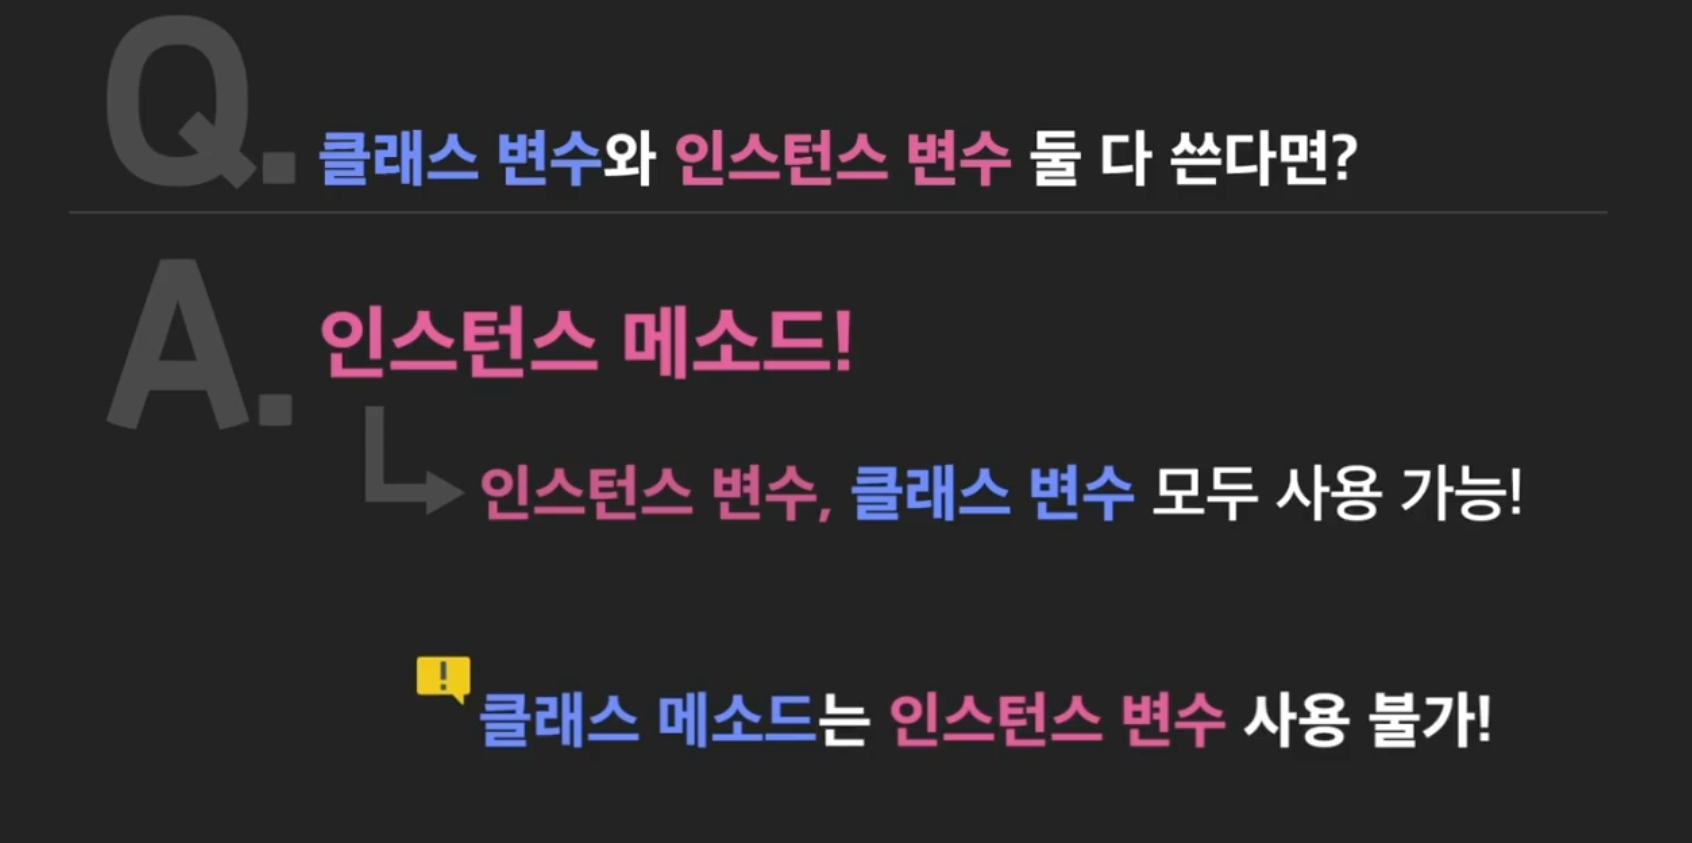 Q. 클래스 변수와 인스턴스 변수 둘 다 쓴다면?
A. 인스턴스 메소드!
인스턴스 변수, 클래스 변수 모두 사용 가능!
!
클래스 메소드는 인스턴스 변수 사용 불가!